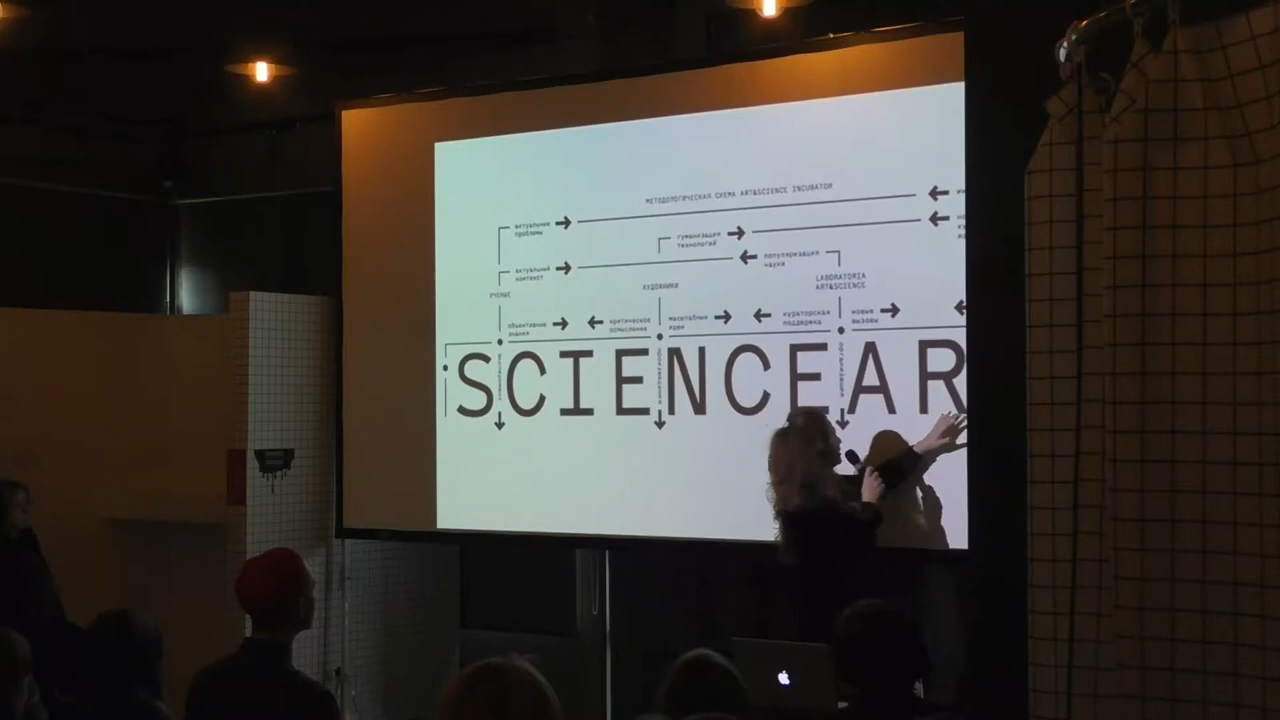 МЕТОДОЛОГИЧЕСКАЯ СХЕМА ART&SCIENCE INCUBATOR
актуальные
проблемы
гуманизация
технологий
актуальный
контекст
популяризация
науки
УЧЕНЫЕ
ХУДОЖНИКИ
LABORATORIA
ART&SCIENCE
объективные
знания
критическое
осмысление
масштабные
идеи
кураторская
поддержка
новые
вызовы
SCIENCEAR